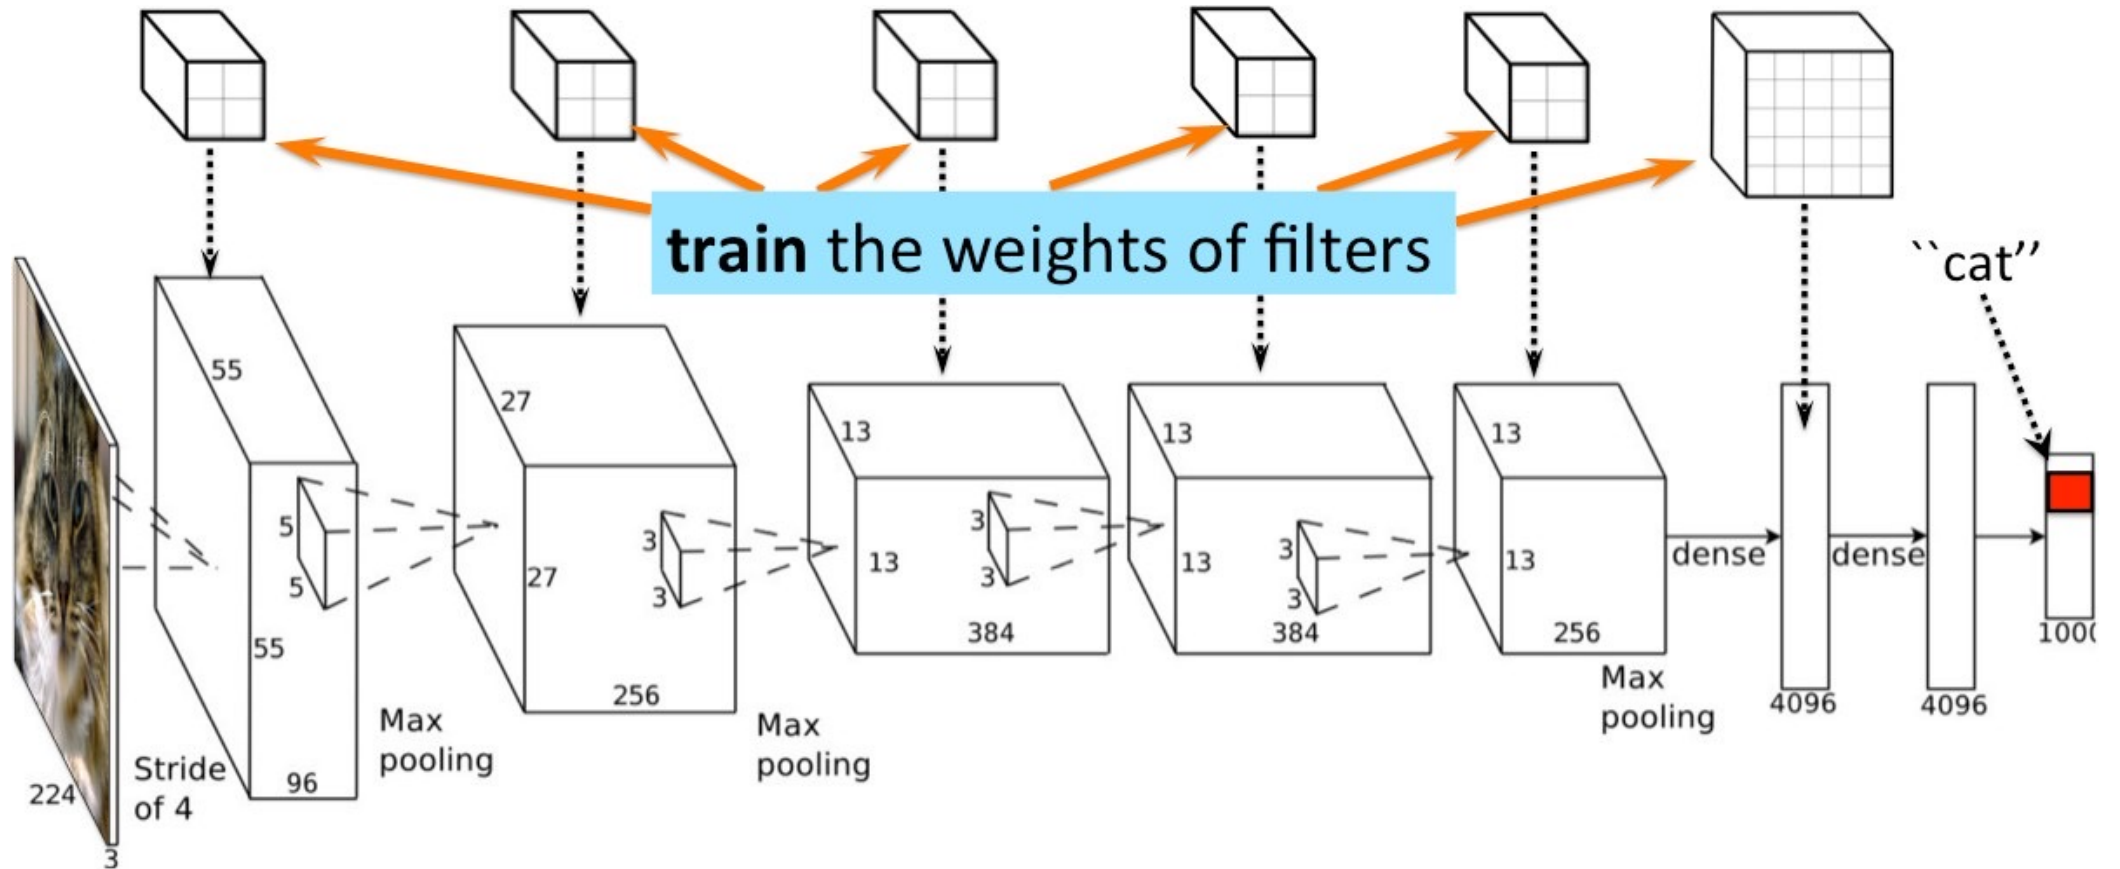 train the weights of filters
``cat’’
55
27
13
13
13
5
5
3
3
3
3
3
3
27
13
13
13
dense
dense
55
384
384
256
1000
256
Max
pooling
4096
4096
Max
pooling
Max
pooling
Stride
of 4
96
224
3